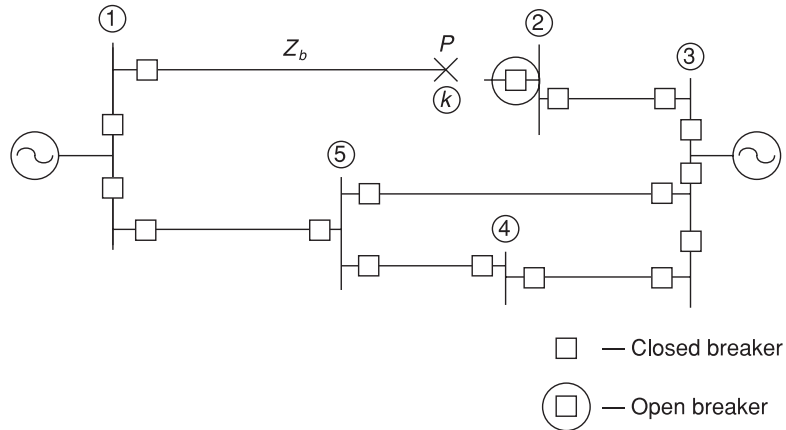 1
2
3
Z_b
P
k
5
4
— Closed breaker
— Open breaker